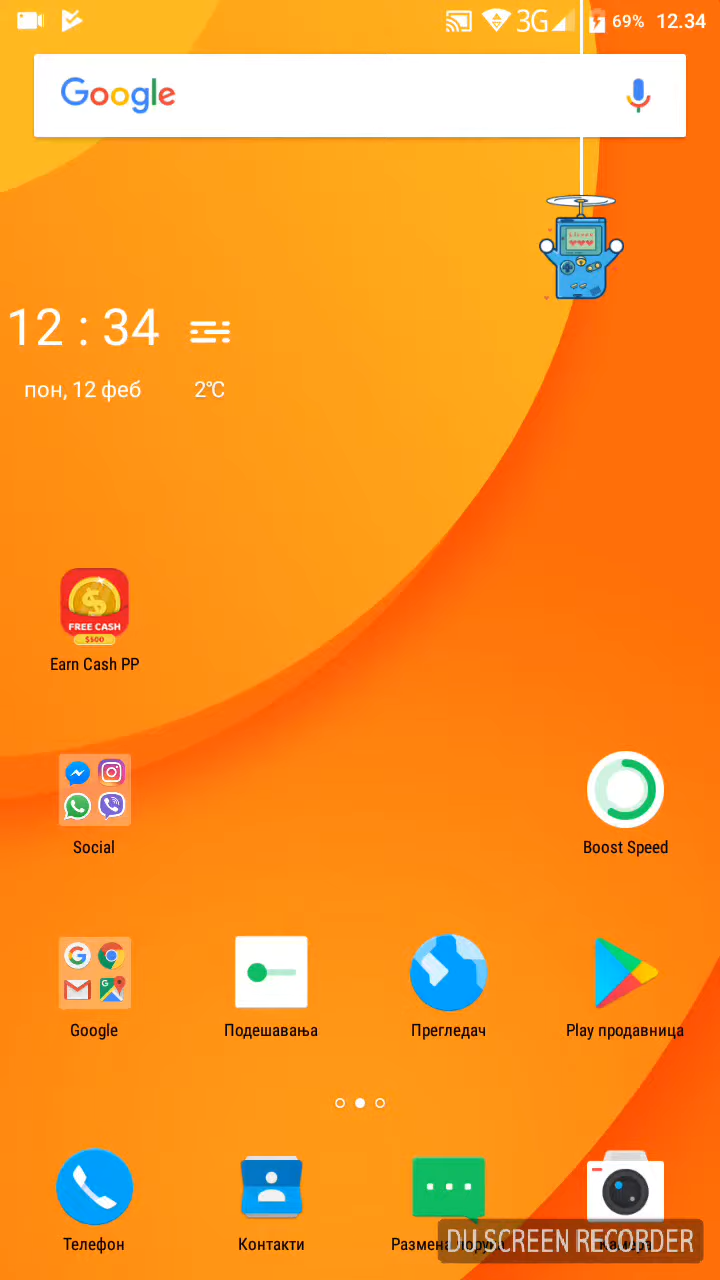 3G 69% 12.34
Google
12 : 34
пон, 12 феб 2°C
FREE CASH
$500
Earn Cash PP
Social
Boost Speed
Google
Подешавања
Прегледач
Play продавница
Телефон
Контакти
Размена
DU SCREEN RECORDER